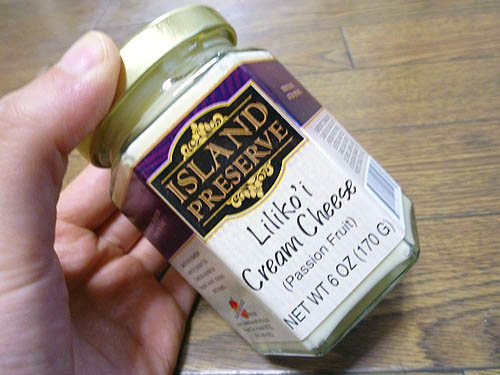 ISLAND
PRESERVE
Liliko'i
Cream Cheese
(Passion Fruit)
NET WT 6 OZ (170 G)